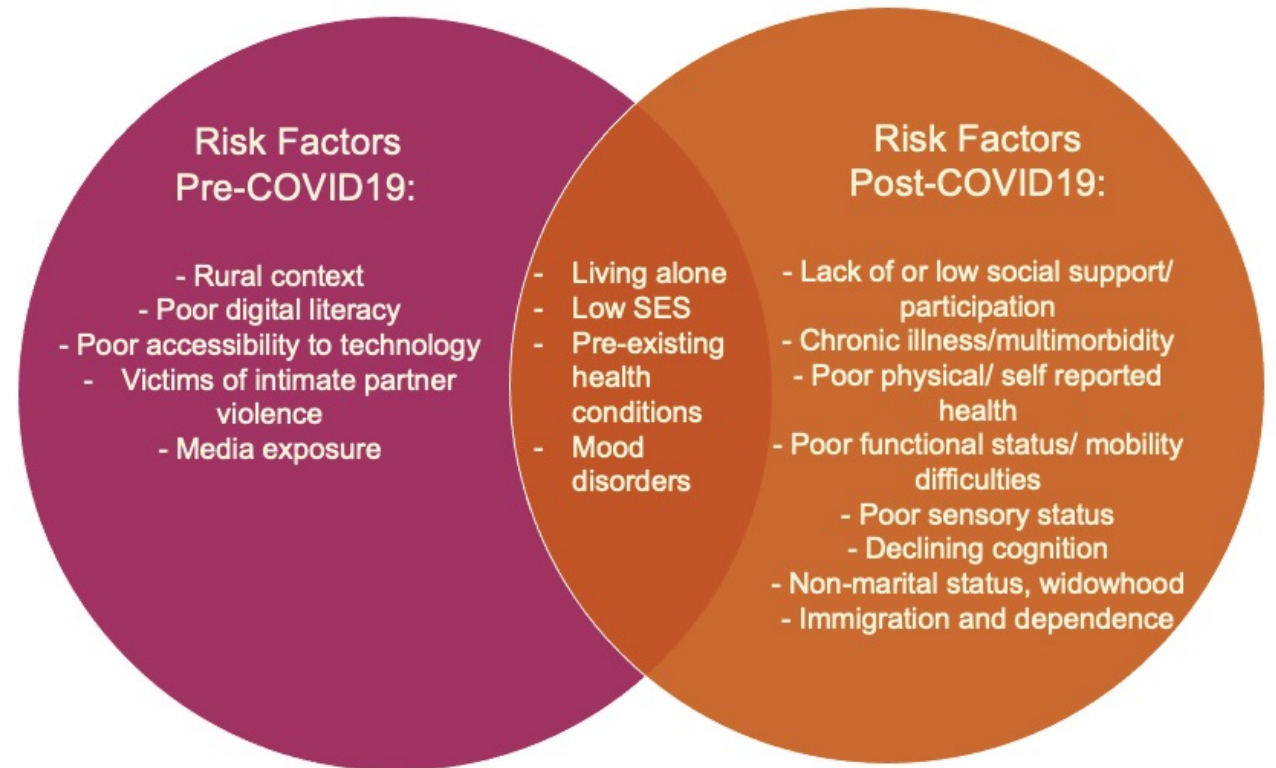 Risk Factors
Pre-COVID19:
- Rural context
- Poor digital literacy
- Poor accessibility to technology
- Victims of intimate partner
violence
- Media exposure
- Living alone
- Low SES
- Pre-existing
health
conditions
- Mood
disorders
Risk Factors
Post-COVID19:
- Lack of or low social support/
participation
- Chronic illness/multimorbidity
- Poor physical/ self reported
health
- Poor functional status/ mobility
difficulties
- Poor sensory status
- Declining cognition
- Non-marital status, widowhood
- Immigration and dependence